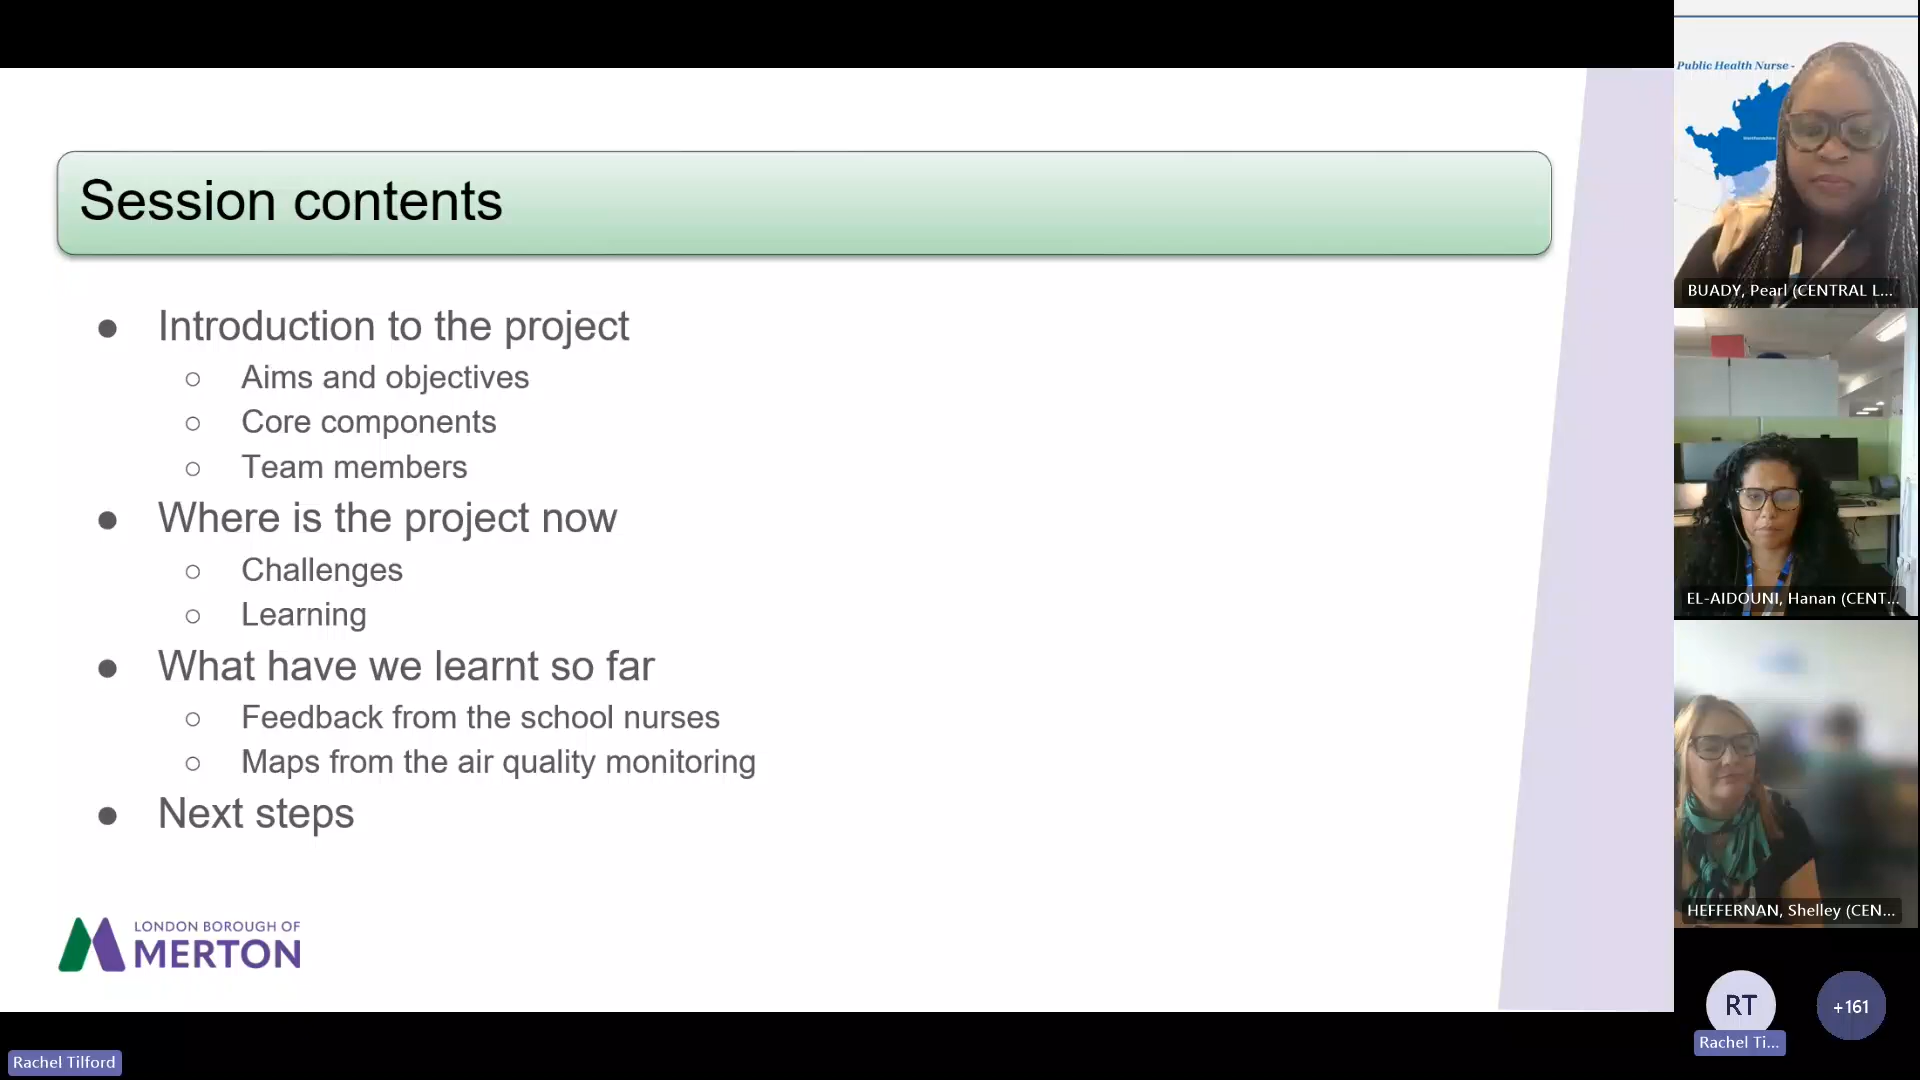 Session contents
● Introduction to the project
○ Aims and objectives
○ Core components
○ Team members
● Where is the project now
○ Challenges
○ Learning
● What have we learnt so far
○ Feedback from the school nurses
○ Maps from the air quality monitoring
● Next steps
LONDON BOROUGH OF
MERTON
Rachel Tilford
Public Health Nurse -
BUADY, Pearl (CENTRAL L...
EL-AIDOUNI, Hanan (CENT...
HEFFERNAN, Shelley (CEN...
RT
+161
Rachel Ti...